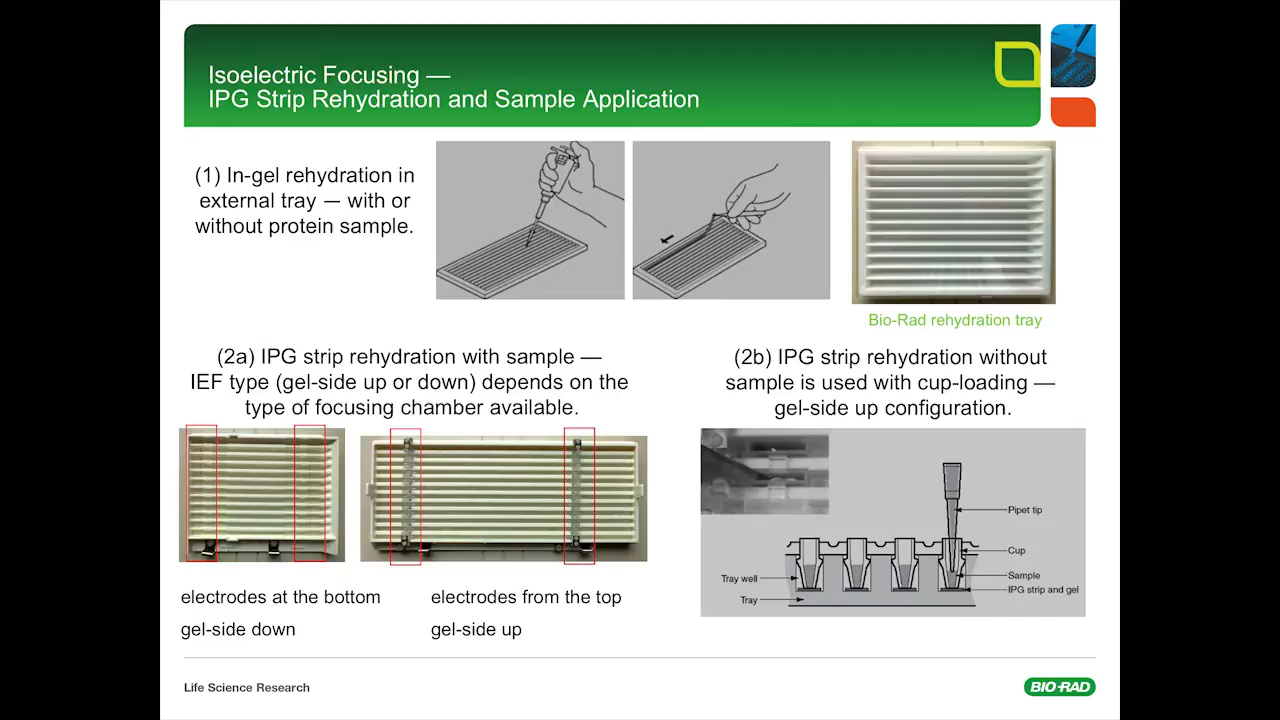 Isoelectric Focusing —
IPG Strip Rehydration and Sample Application
(1) In-gel rehydration in
external tray — with or
without protein sample.
Bio-Rad rehydration tray
(2a) IPG strip rehydration with sample —
IEF type (gel-side up or down) depends on the
type of focusing chamber available.
(2b) IPG strip rehydration without
sample is used with cup-loading —
gel-side up configuration.
Pipet tip
Cup
Tray well
Sample
IPG strip and gel
Tray
electrodes at the bottom
gel-side down
electrodes from the top
gel-side up
Life Science Research
BIO-RAD